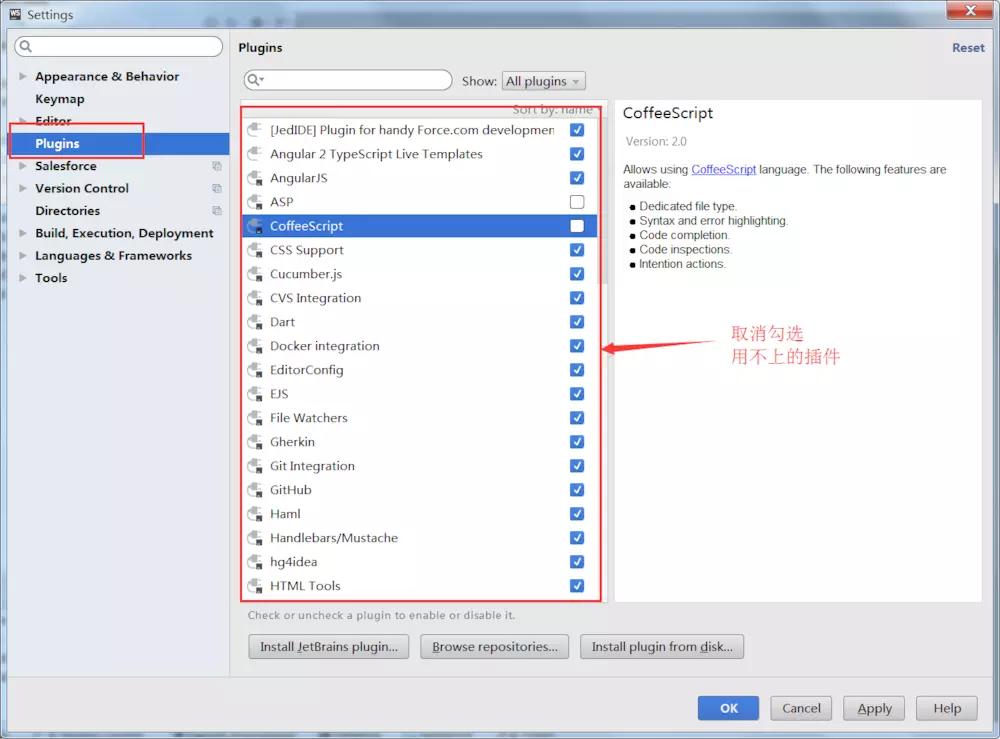 WS Settings
Plugins
Reset
Appearance & Behavior
Keymap
Editor
Plugins
Salesforce
Version Control
Directories
Build, Execution, Deployment
Languages & Frameworks
Tools
Show: All plugins
Sort by: name
[JedIDE] Plugin for handy Force.com developmen
Angular 2 TypeScript Live Templates
AngularJS
ASP
CoffeeScript
CSS Support
Cucumber.js
CVS Integration
Dart
Docker integration
EditorConfig
EJS
File Watchers
Gherkin
Git Integration
GitHub
Haml
Handlebars/Mustache
hg4idea
HTML Tools
CoffeeScript
Version: 2.0
Allows using CoffeeScript language. The following features are
available:
Dedicated file type.
Syntax and error highlighting.
Code completion.
Code inspections.
Intention actions.
取消勾选
用不上的插件
Check or uncheck a plugin to enable or disable it.
Install JetBrains plugin...
Browse repositories...
Install plugin from disk...
OK
Cancel
Apply
Help